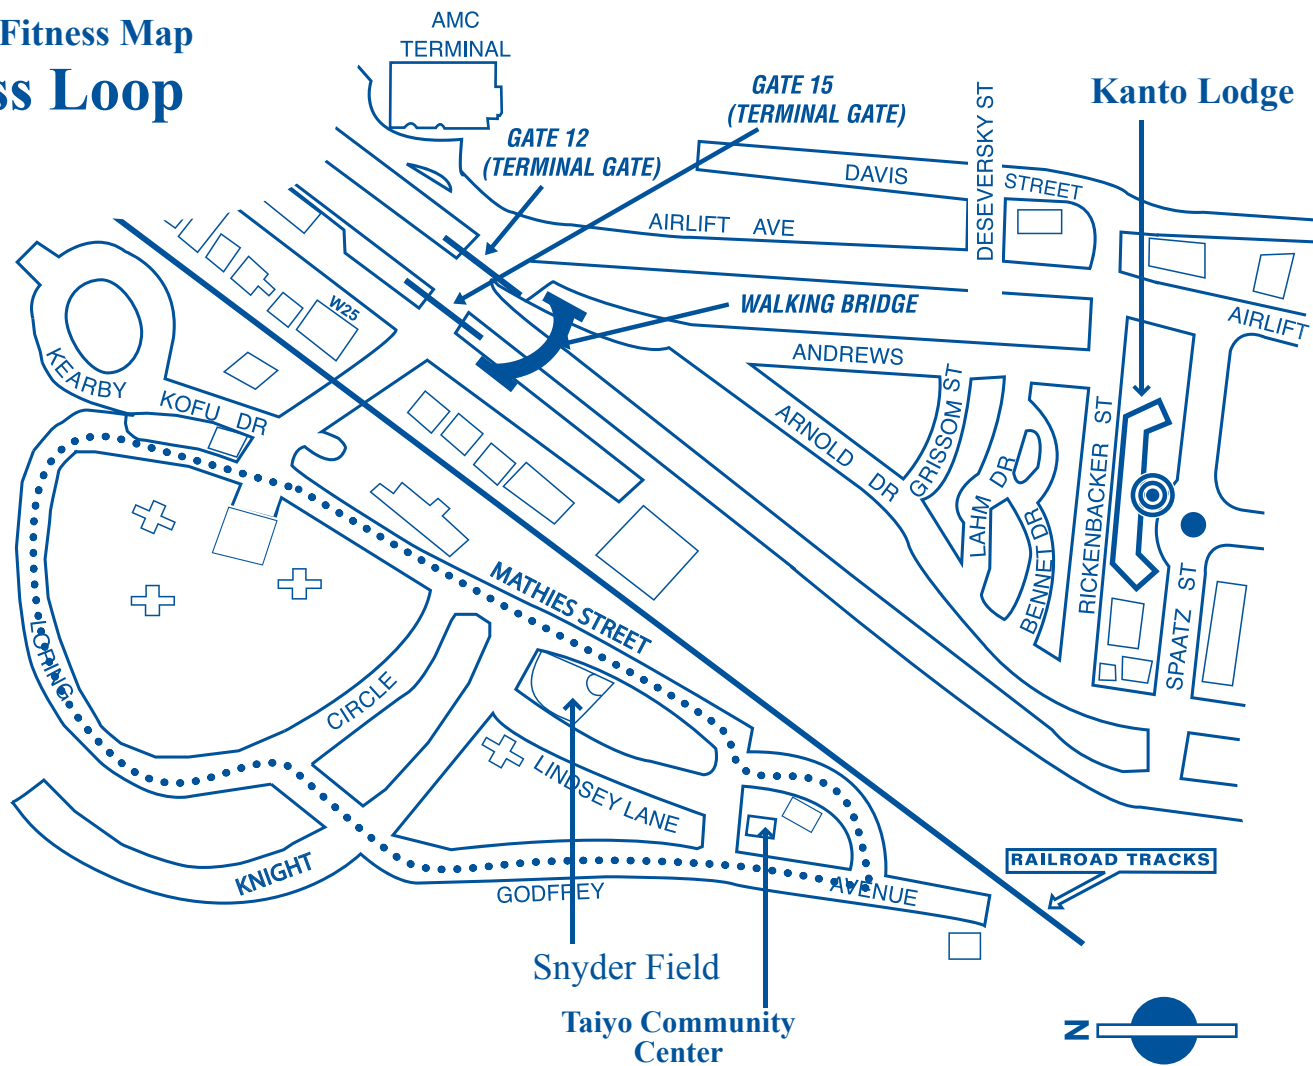 Fitness Map
ss Loop
AMC
TERMINAL
GATE 15
(TERMINAL GATE)
Kanto Lodge
GATE 12
(TERMINAL GATE)
DESEVERSKY ST
DAVIS
STREET
AIRLIFT AVE
WALKING BRIDGE
W25
AIRLIFT
ANDREWS
KEARBY
KOFU DR
ARNOLD DR
GRISSOM ST
LAHM DR
BENNET DR
RICKENBACKER ST
SPAATZ ST
MATHIES STREET
LORING
CIRCLE
LINDSEY LANE
KNIGHT
GODFREY
AVENUE
RAILROAD TRACKS
Snyder Field
Taiyo Community
Center
N